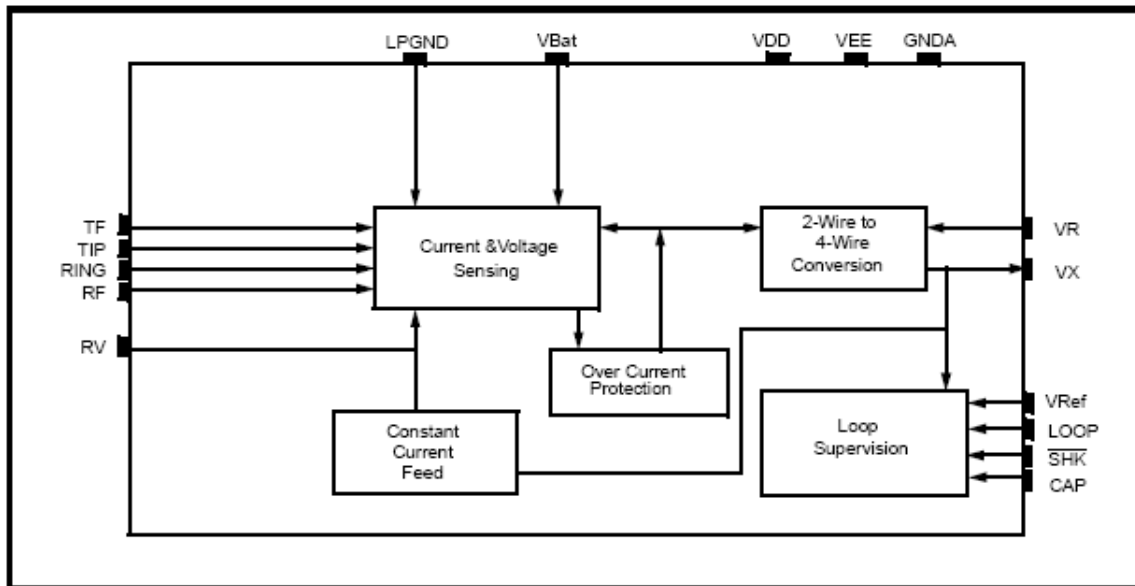 LPGND
VBat
VDD
VEE
GNDA
TF
TIP
RING
RF
RV
Current &Voltage
Sensing
2-Wire to
4-Wire
Conversion
VR
VX
Over Current
Protection
Constant
Current
Feed
Loop
Supervision
VRef
LOOP
SHK
CAP